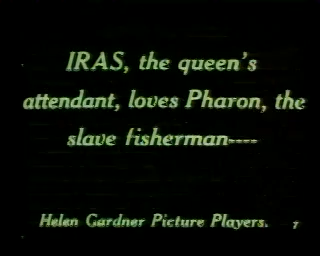 IRAS, the queen's
attendant, loves Pharon, the
slave fisherman----
Helen Gardner Picture Players. 7